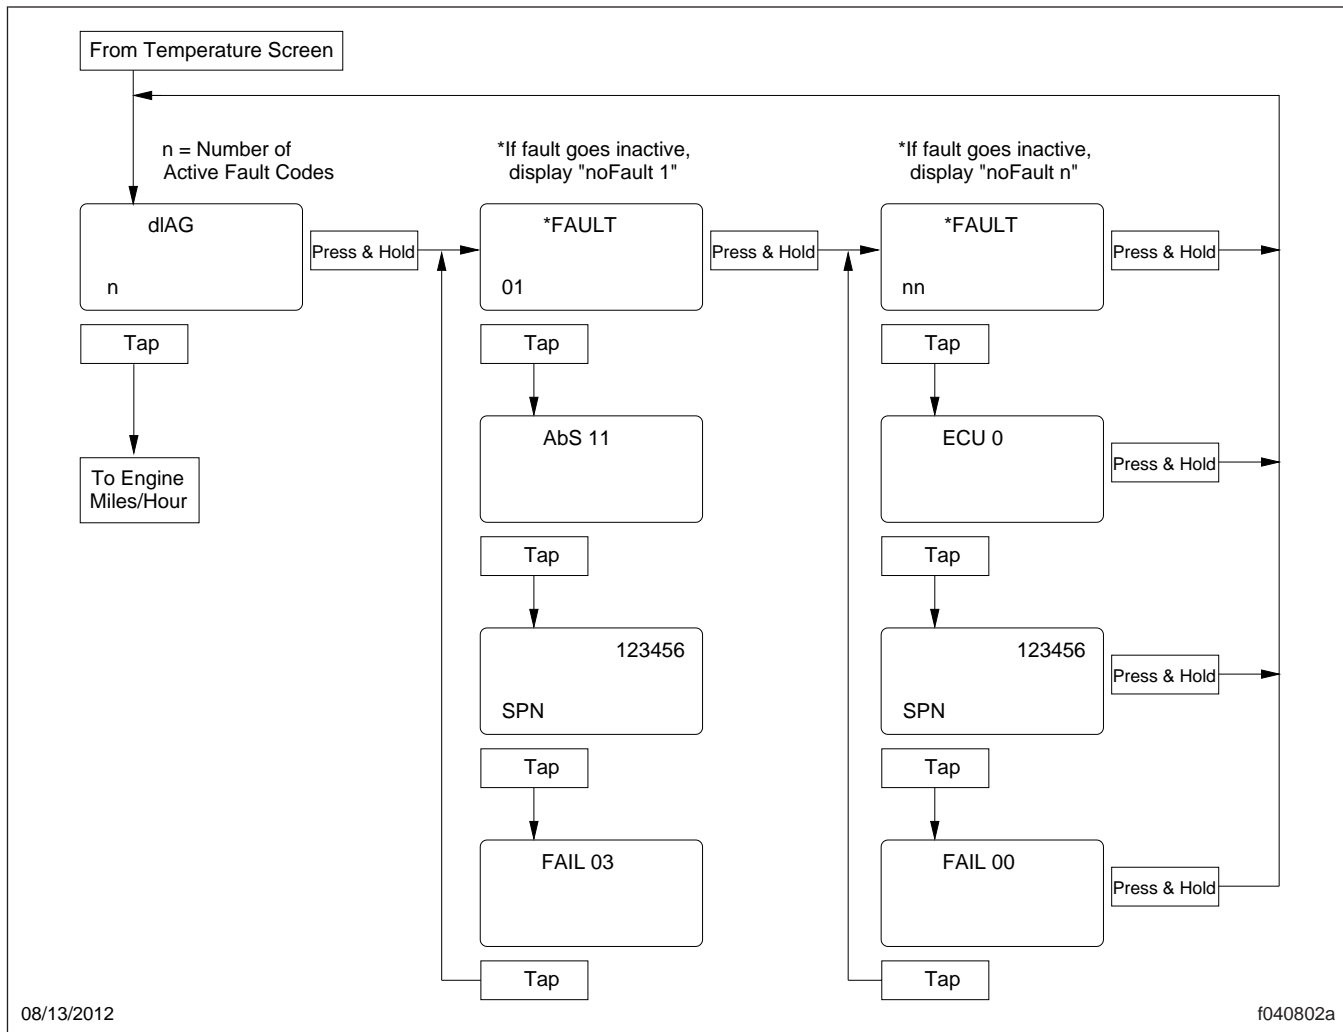 From Temperature Screen
n = Number of
Active Fault Codes
*If fault goes inactive,
display "noFault 1"
*If fault goes inactive,
display "noFault n"
dIAG
n
Press & Hold
*FAULT
01
Press & Hold
*FAULT
nn
Press & Hold
Tap
Tap
Tap
To Engine
Miles/Hour
AbS 11
ECU 0
Press & Hold
Tap
Tap
123456
SPN
123456
SPN
Press & Hold
Tap
Tap
FAIL 03
FAIL 00
Press & Hold
Tap
Tap
08/13/2012
f040802a